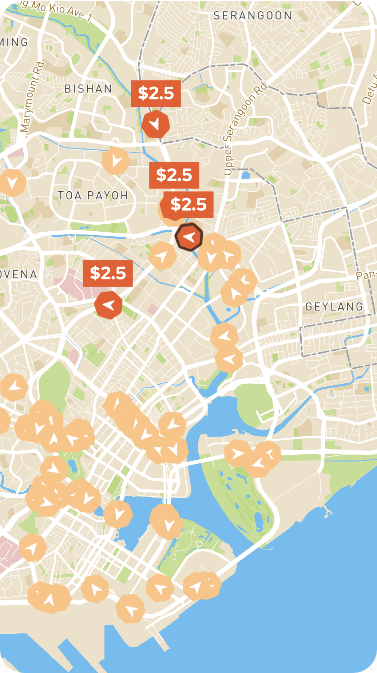 ng Mo Kio Ave 1
SERANGOON
MING
Marymount Rd
BISHAN
$2.5
Upper Serangoon Rd
Defu
$2.5
TOA PAYOH
$2.5
OVENA
$2.5
Pan
GEYLANG